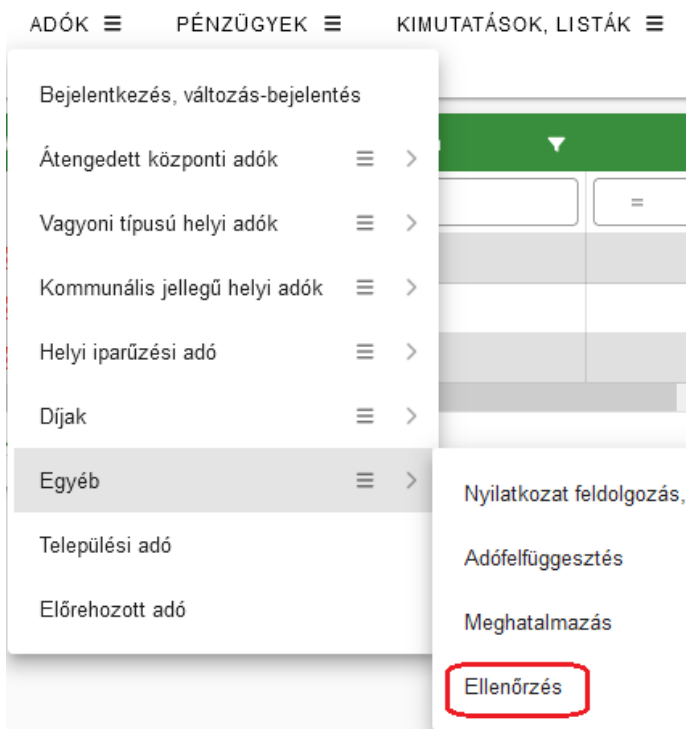 ADÓK PÉNZÜGYEK KIMUTATÁSOK, LISTÁK
Bejelentkezés, változás-bejelentés
Átengedett központi adók
Vagyoni típusú helyi adók
=
Kommunális jellegű helyi adók
Helyi iparűzési adó
Díjak
Egyéb
Nyilatkozat feldolgozás,
Települési adó
Adófelfüggesztés
Előrehozott adó
Meghatalmazás
Ellenőrzés